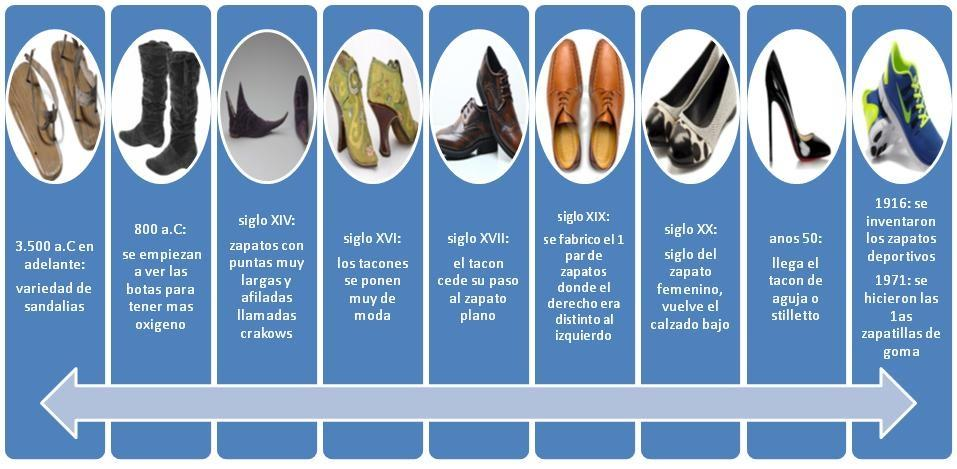 3.500 a.C en
adelante:
variedad de
sandalias
800 a.C:
se empiezan
a ver las
botas para
tener mas
oxigeno
siglo XIV:
zapatos con
puntas muy
largas y
afiladas
llamadas
crakows
siglo XVI:
los tacones
se ponen
muy de
moda
siglo XVII:
el tacon
cede su paso
al zapato
plano
siglo XIX:
se fabrico el 1
par de
zapatos
donde el
derecho era
distinto al
izquierdo
siglo XX:
siglo del
zapato
femenino,
vuelve el
calzado bajo
anos 50:
llega el
tacon de
aguja o
stilletto
1916: se
inventaron
los zapatos
deportivos
1971: se
hicieron las
1as
zapatillas de
goma